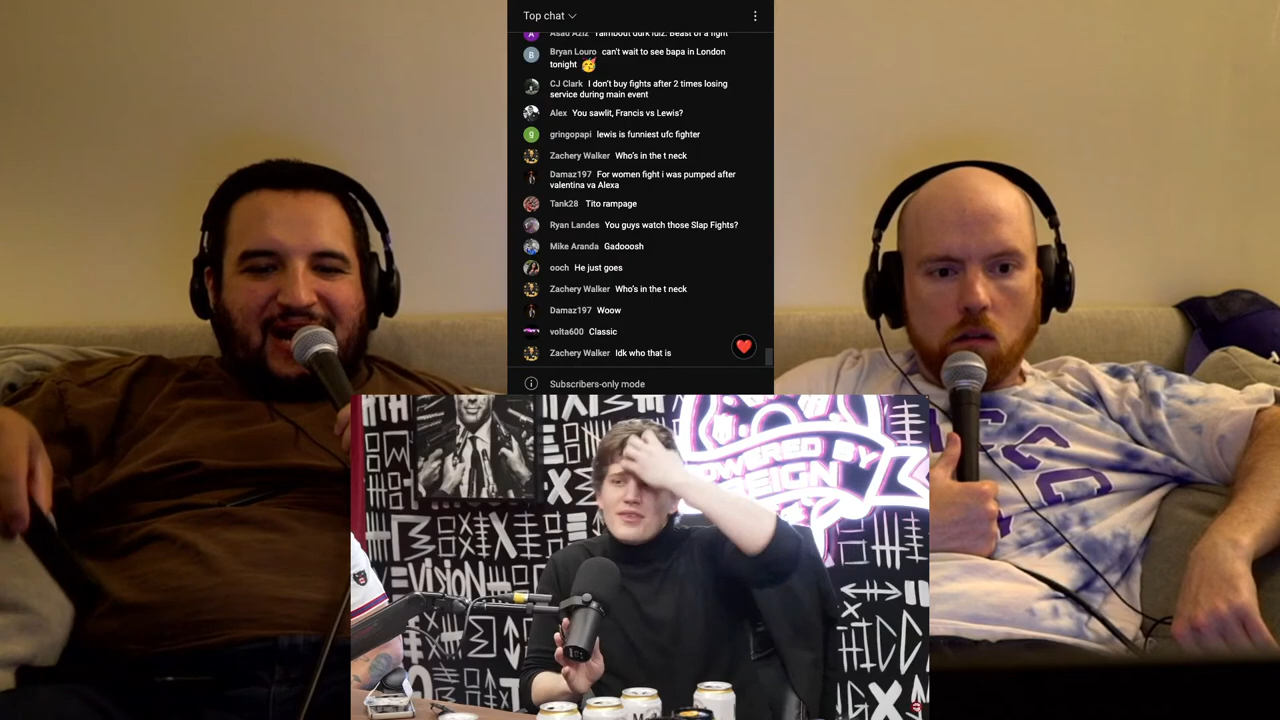 Top chat
Asad Aziz
Bryan Louro can't wait to see bapa in London
tonight
CJ Clark I don't buy fights after 2 times losing
service during main event
Alex You sawlit, Francis vs Lewis?
g
gringopapi lewis is funniest ufc fighter
Zachery Walker Who's in the t neck
Damaz197 For women fight i was pumped after
valentina va Alexa
Tank28 Tito rampage
Ryan Landes You guys watch those Slap Fights?
Mike Aranda Gadooosh
ooch He just goes
Zachery Walker Who's in the t neck
Damaz197 Woow
volta600 Classic
Zachery Walker Idk who that is
Subscribers-only mode
POWERED BY
REIGN